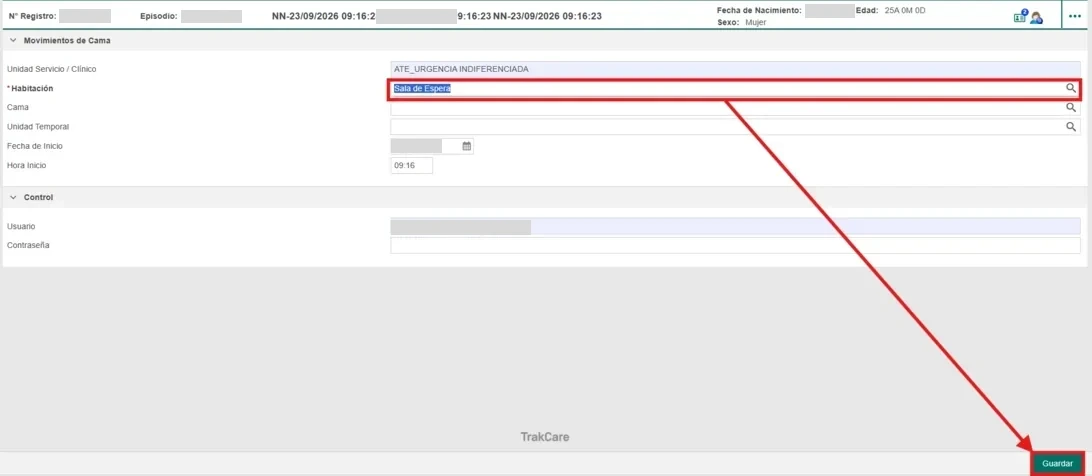 N° Registro: Episodio: NN-23/09/2026 09:16:2 9:16:23 NN-23/09/2026 09:16:23 Fecha de Nacimiento: Edad: 25A 0M 0D
Sexo: Mujer
2
Movimientos de Cama
Unidad Servicio / Clínico ATE_URGENCIA INDIFERENCIADA
* Habitación Sala de Espera
Cama
Unidad Temporal
Fecha de Inicio
Hora Inicio 09:16
Control
Usuario
Contraseña
TrakCare
Guardar